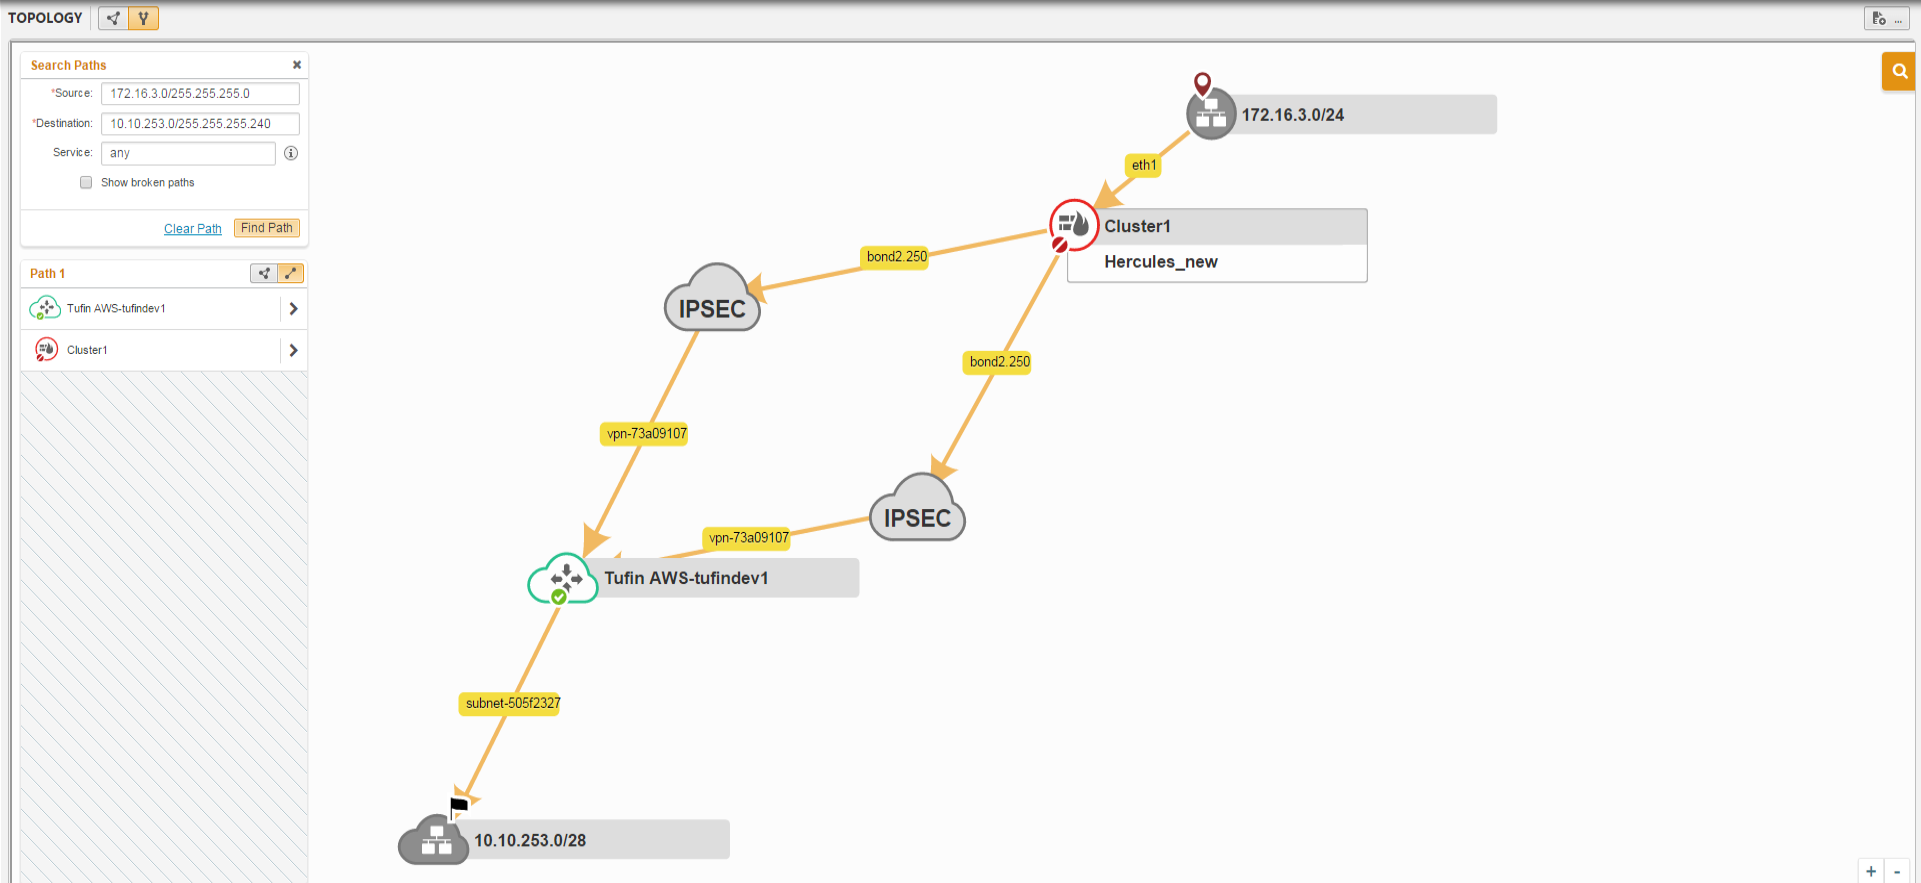 TOPOLOGY
...
Search Paths
*Source: 172.16.3.0/255.255.255.0
*Destination: 10.10.253.0/255.255.255.240
Service: any
Show broken paths
Clear Path Find Path
Path 1
Tufin AWS-tufindev1
Cluster1
172.16.3.0/24
eth1
Cluster1
Hercules_new
bond2.250
IPSEC
bond2.250
vpn-73a09107
IPSEC
vpn-73a09107
Tufin AWS-tufindev1
subnet-505f2327
10.10.253.0/28
+ -